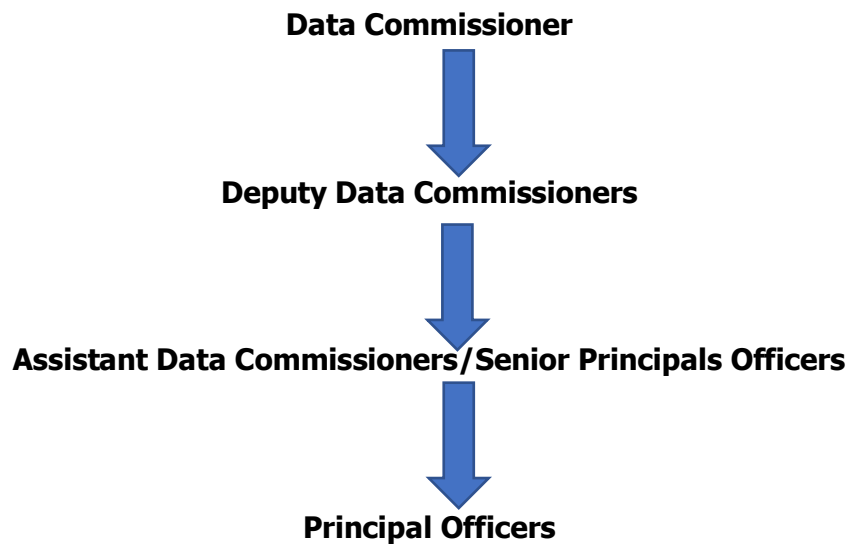 Data Commissioner
Deputy Data Commissioners
Assistant Data Commissioners/Senior Principals Officers
Principal Officers